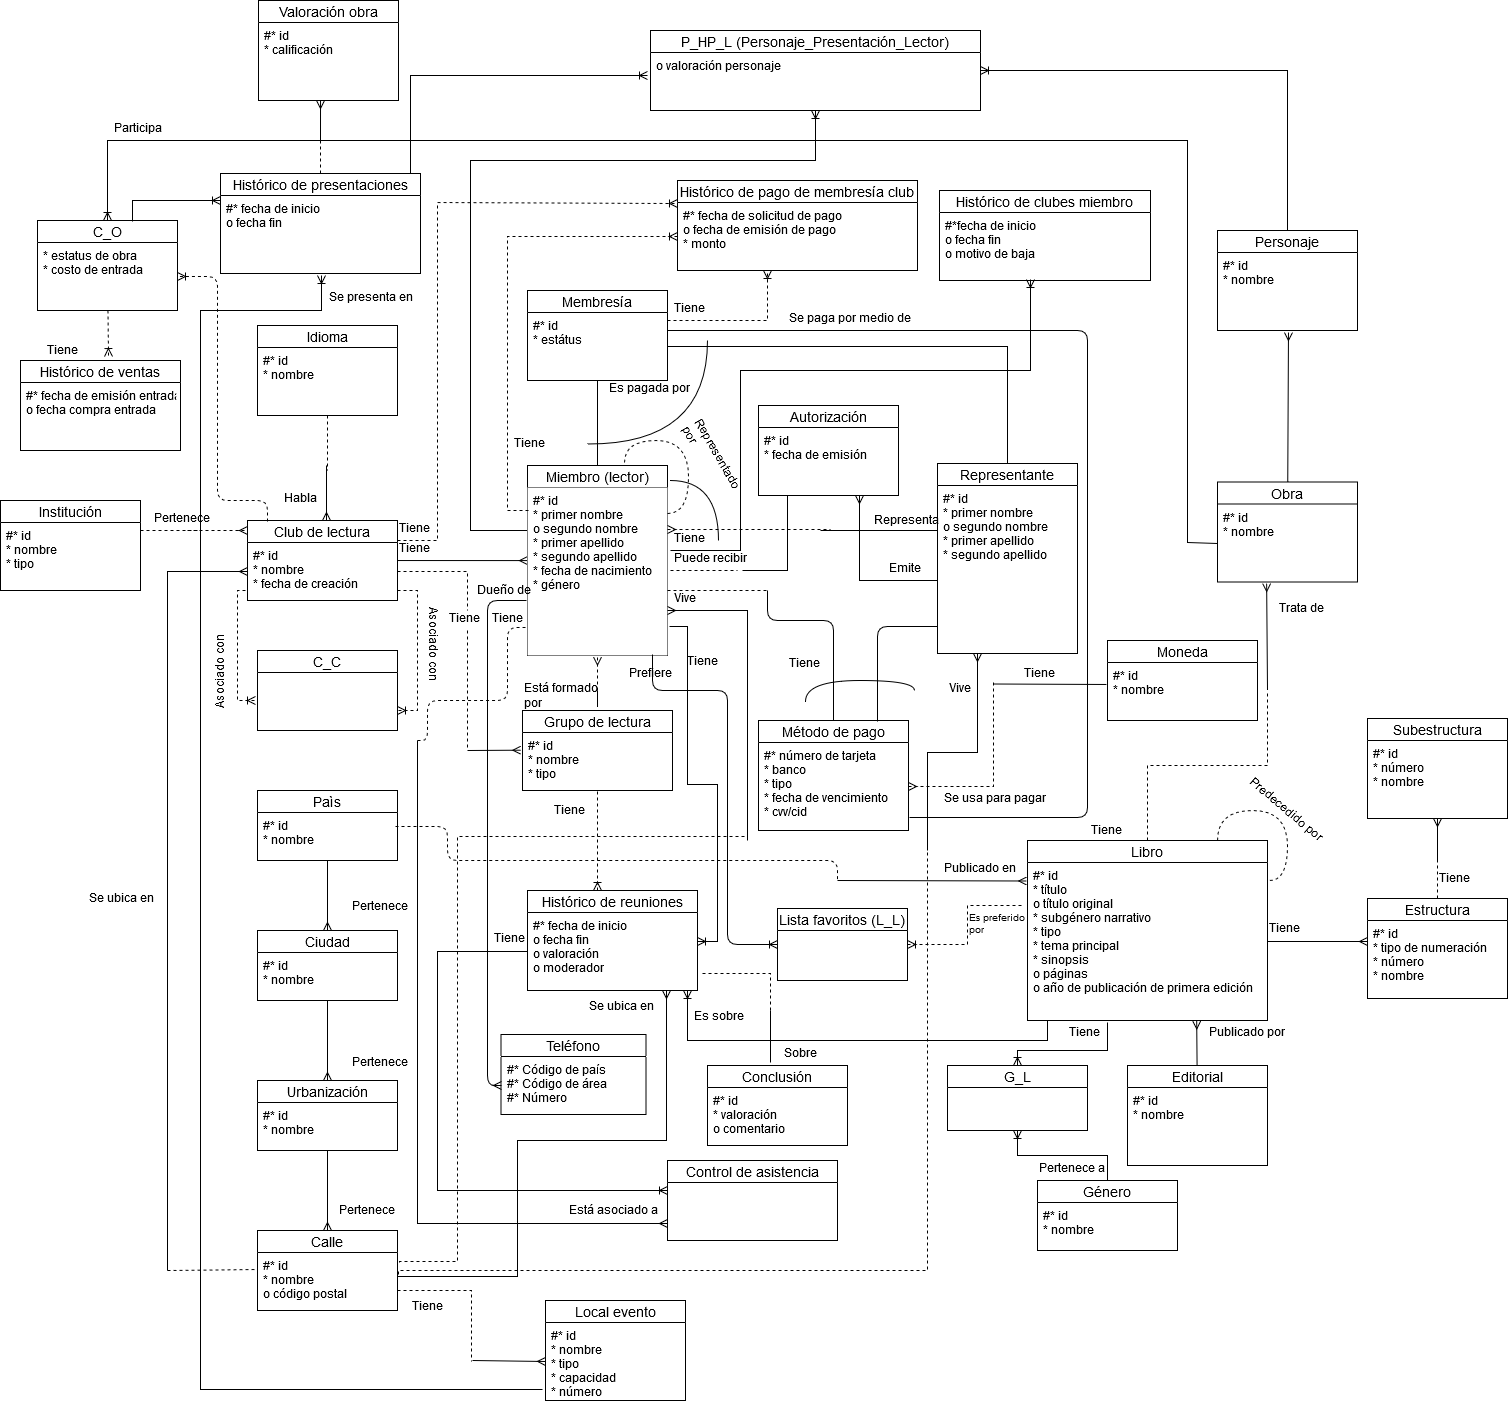 Valoración obra
#* id
* calificación
P_HP_L (Personaje_Presentación_Lector)
o valoración personaje
Participa
Histórico de presentaciones
#* fecha de inicio
o fecha fin
Histórico de pago de membresía club
#* fecha de solicitud de pago
o fecha de emisión de pago
* monto
Histórico de clubes miembro
#*fecha de inicio
o fecha fin
o motivo de baja
C_O
* estatus de obra
* costo de entrada
Personaje
#* id
* nombre
Se presenta en
Membresía
#* id
* estátus
Tiene
Se paga por medio de
Idioma
#* id
* nombre
Tiene
Histórico de ventas
#* fecha de emisión entrada
o fecha compra entrada
Es pagada por
Tiene
Representado
por
Autorización
#* id
* fecha de emisión
Miembro (lector)
#* id
* primer nombre
o segundo nombre
* primer apellido
* segundo apellido
* fecha de nacimiento
* género
Representante
#* id
* primer nombre
o segundo nombre
* primer apellido
* segundo apellido
Obra
#* id
* nombre
Habla
Institución
#* id
* nombre
* tipo
Pertenece
Club de lectura
#* id
* nombre
* fecha de creación
Tiene
Tiene
Representa
Tiene
Puede recibir
Emite
Dueño de
Vive
Tiene
Tiene
Asociado con
Asociado con
Trata de
C_C
Está formado
por
Prefiere
Tiene
Tiene
Vive
Tiene
Moneda
#* id
* nombre
Grupo de lectura
#* id
* nombre
* tipo
Método de pago
#* número de tarjeta
* banco
* tipo
* fecha de vencimiento
* cvv/cid
Se usa para pagar
Subestructura
#* id
* número
* nombre
Predecedido por
País
#* id
* nombre
Tiene
Tiene
Libro
#* id
* título
o título original
* subgénero narrativo
* tipo
* tema principal
* sinopsis
o páginas
o año de publicación de primera edición
Publicado en
Tiene
Se ubica en
Pertenece
Histórico de reuniones
#* fecha de inicio
o fecha fin
o valoración
o moderador
Tiene
Lista favoritos (L_L)
Es preferido
por
Tiene
Estructura
#* id
* tipo de numeración
* número
* nombre
Ciudad
#* id
* nombre
Se ubica en
Es sobre
Tiene
Publicado por
Teléfono
#* Código de país
#* Código de área
#* Número
Sobre
Pertenece
Conclusión
#* id
* valoración
o comentario
G_L
Editorial
#* id
* nombre
Urbanización
#* id
* nombre
Control de asistencia
Pertenece a
Género
#* id
* nombre
Pertenece
Está asociado a
Calle
#* id
* nombre
o código postal
Tiene
Local evento
#* id
* nombre
* tipo
* capacidad
* número